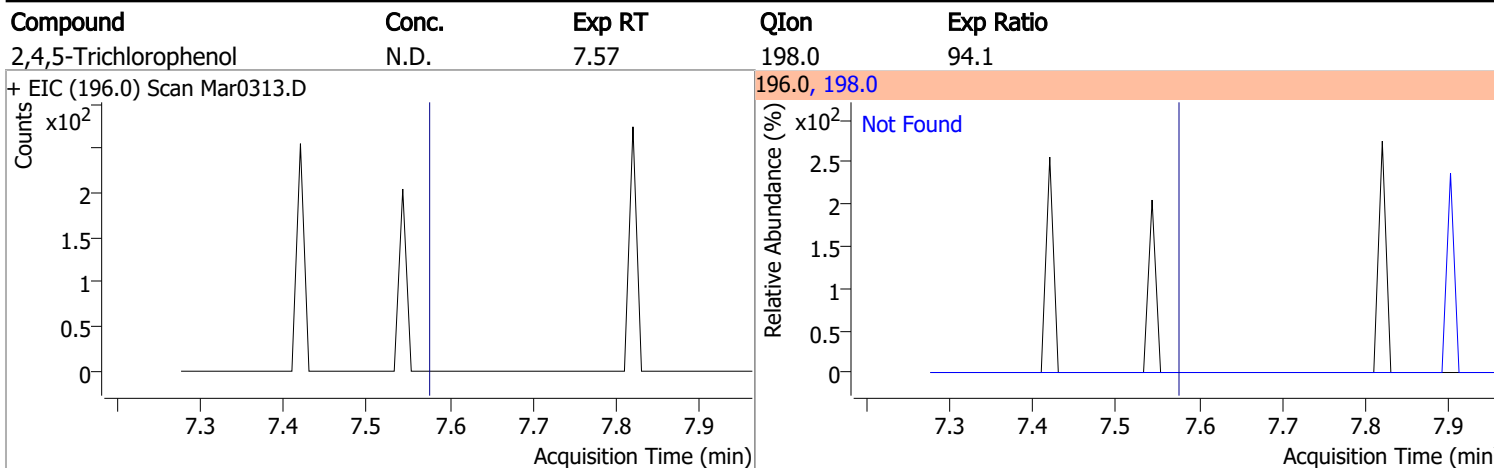 Compound Conc. Exp RT QIon Exp Ratio
2,4,5-Trichlorophenol N.D. 7.57 198.0 94.1
+ EIC (196.0) Scan Mar0313.D
Counts
x10²
2
1.5
1
0.5
0
7.3 7.4 7.5 7.6 7.7 7.8 7.9
Acquisition Time (min)
196.0, 198.0
Relative Abundance (%)
x10²
Not Found
2.5
2
1.5
1
0.5
0
7.3 7.4 7.5 7.6 7.7 7.8 7.9
Acquisition Time (min